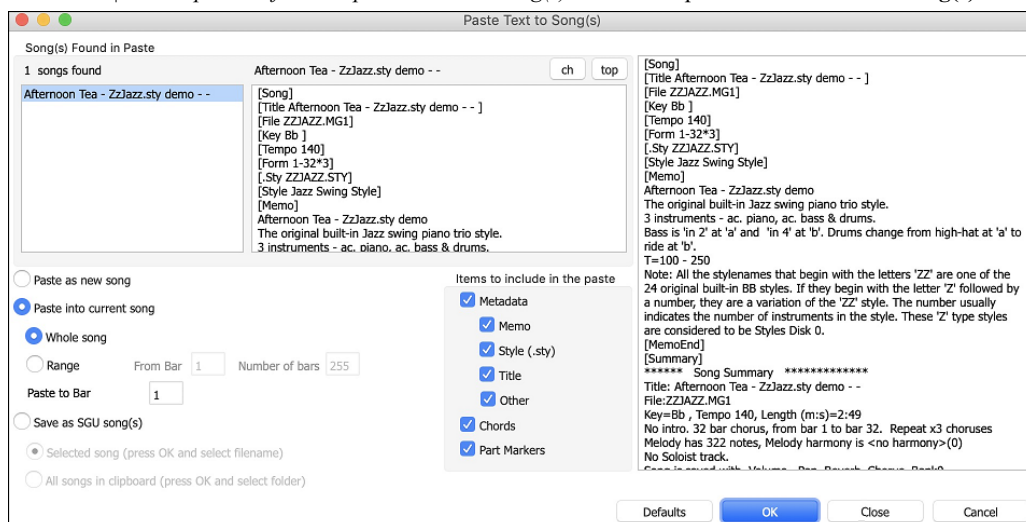 Paste Text to Song(s)
Song(s) Found in Paste
1 songs found
Afternoon Tea - ZzJazz.sty demo - -
ch
top
Afternoon Tea - ZzJazz.sty demo - -
[Song]
[Title Afternoon Tea - ZzJazz.sty demo - - ]
[File ZZJAZZ.MG1]
[Key Bb ]
[Tempo 140]
[Form 1-32*3]
[.Sty ZZJAZZ.STY]
[Style Jazz Swing Style]
[Memo]
Afternoon Tea - ZzJazz.sty demo
The original built-in Jazz swing piano trio style.
3 instruments - ac. piano, ac. bass & drums.
Paste as new song
Paste into current song
Whole song
Range
From Bar
1
Number of bars
255
Paste to Bar
1
Save as SGU song(s)
Selected song (press OK and select filename)
All songs in clipboard (press OK and select folder)
Items to include in the paste
Metadata
Memo
Style (.sty)
Title
Other
Chords
Part Markers
[Song]
[Title Afternoon Tea - ZzJazz.sty demo - - ]
[File ZZJAZZ.MG1]
[Key Bb ]
[Tempo 140]
[Form 1-32*3]
[.Sty ZZJAZZ.STY]
[Style Jazz Swing Style]
[Memo]
Afternoon Tea - ZzJazz.sty demo
The original built-in Jazz swing piano trio style.
3 instruments - ac. piano, ac. bass & drums.
Bass is 'in 2' at 'a' and 'in 4' at 'b'. Drums change from high-hat at 'a' to
ride at 'b'.
T=100 - 250
Note: All the stylenames that begin with the letters 'ZZ' are one of the
24 original built-in BB styles. If they begin with the letter 'Z' followed by
a number, they are a variation of the 'ZZ' style. The number usually
indicates the number of instruments in the style. These 'Z' type styles
are considered to be Styles Disk 0.
[MemoEnd]
[Summary]
****** Song Summary *************
Title: Afternoon Tea - ZzJazz.sty demo - -
File:ZZJAZZ.MG1
Key=Bb , Tempo 140, Length (m:s)=2:49
No intro. 32 bar chorus, from bar 1 to bar 32. Repeat x3 choruses
Melody has 322 notes, Melody harmony is <no harmony>(0)
No Soloist track.
Defaults
OK
Close
Cancel